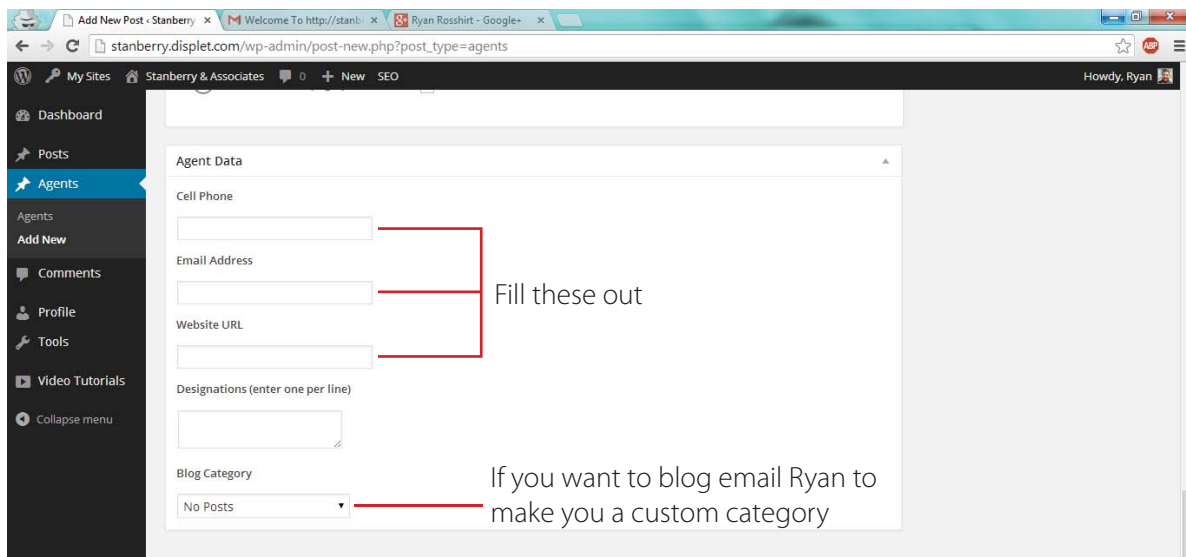 Add New Post ‹ Stanberry
Welcome To http://stanb
Ryan Rosshirt - Google+
stanberry.displet.com/wp-admin/post-new.php?post_type=agents
ABP
My Sites Stanberry & Associates 0 + New SEO Howdy, Ryan
Dashboard
Posts
Agents
Agents
Add New
Comments
Profile
Tools
Video Tutorials
Collapse menu
Agent Data
Cell Phone
Email Address
Fill these out
Website URL
Designations (enter one per line)
Blog Category
No Posts
If you want to blog email Ryan to
make you a custom category